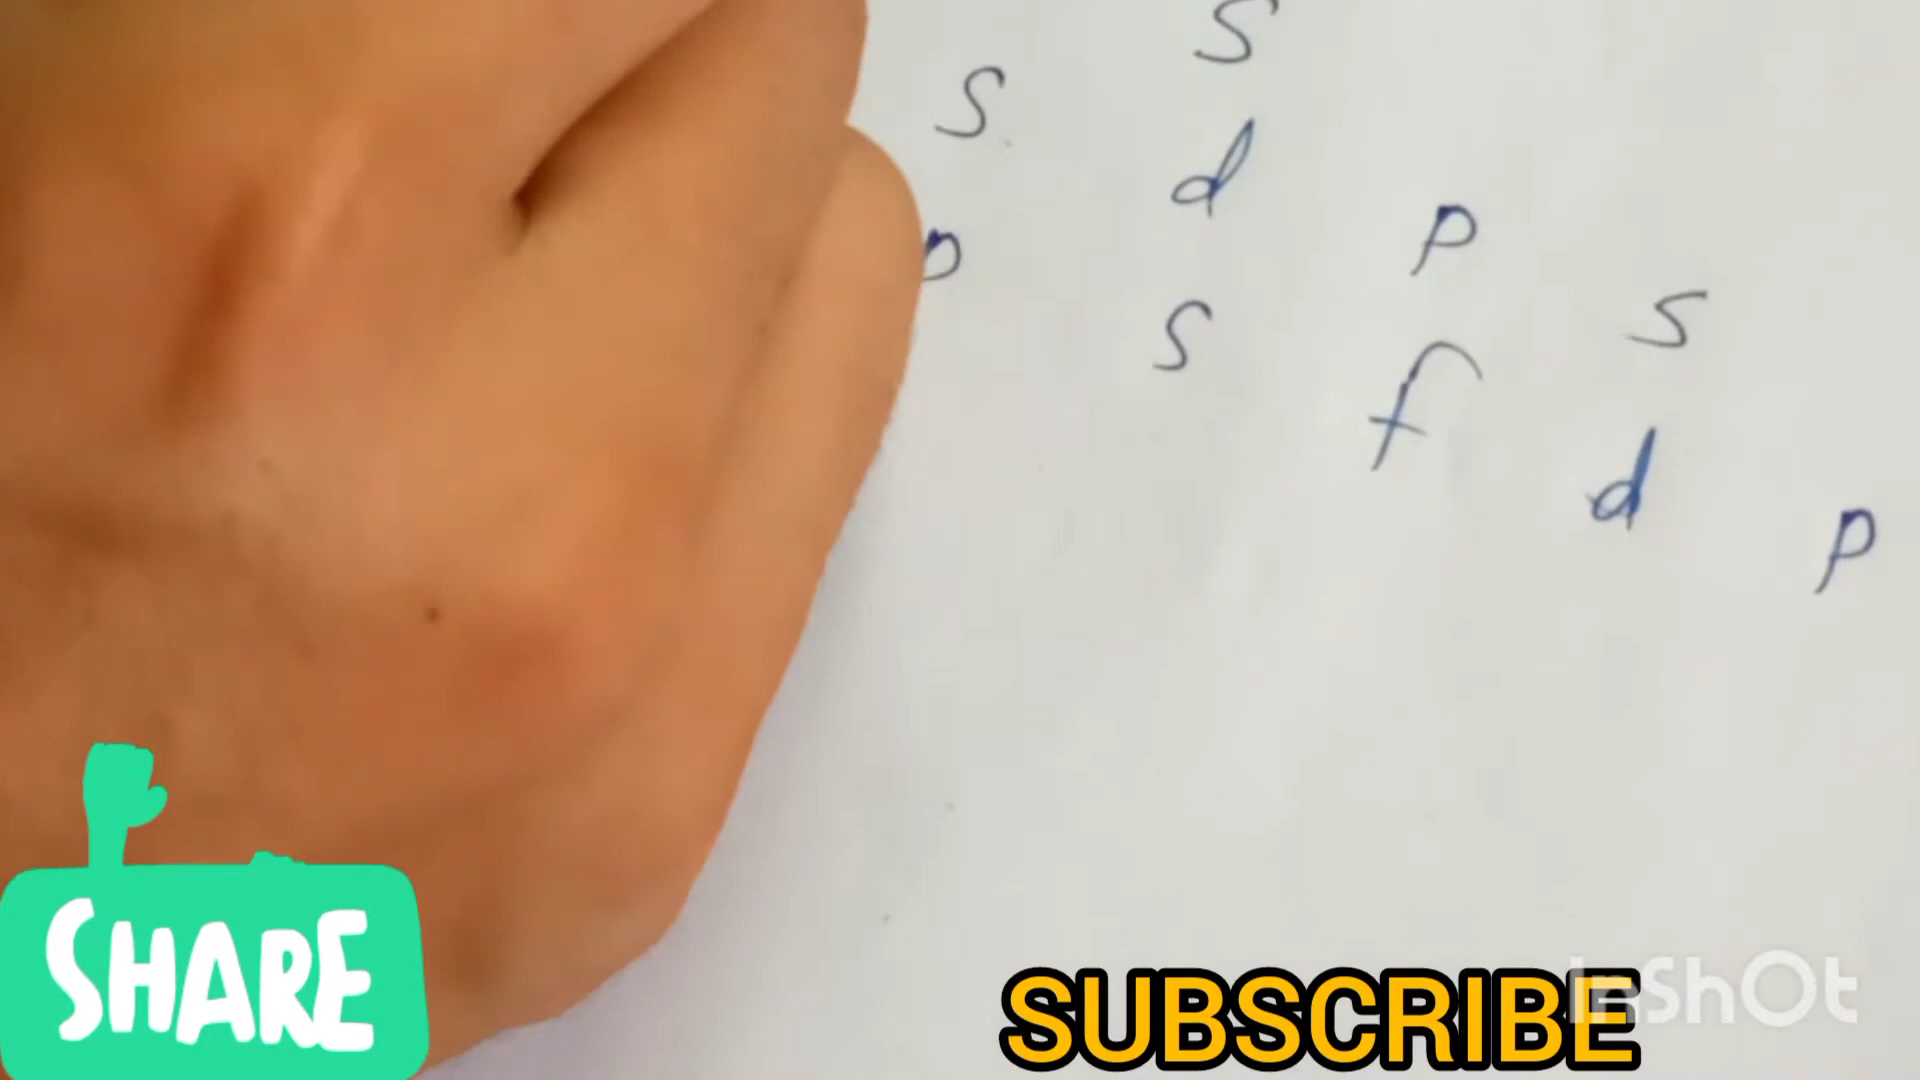 S
S d p S
p S f d p
SHARE
SUBSCRIBE
InShOt